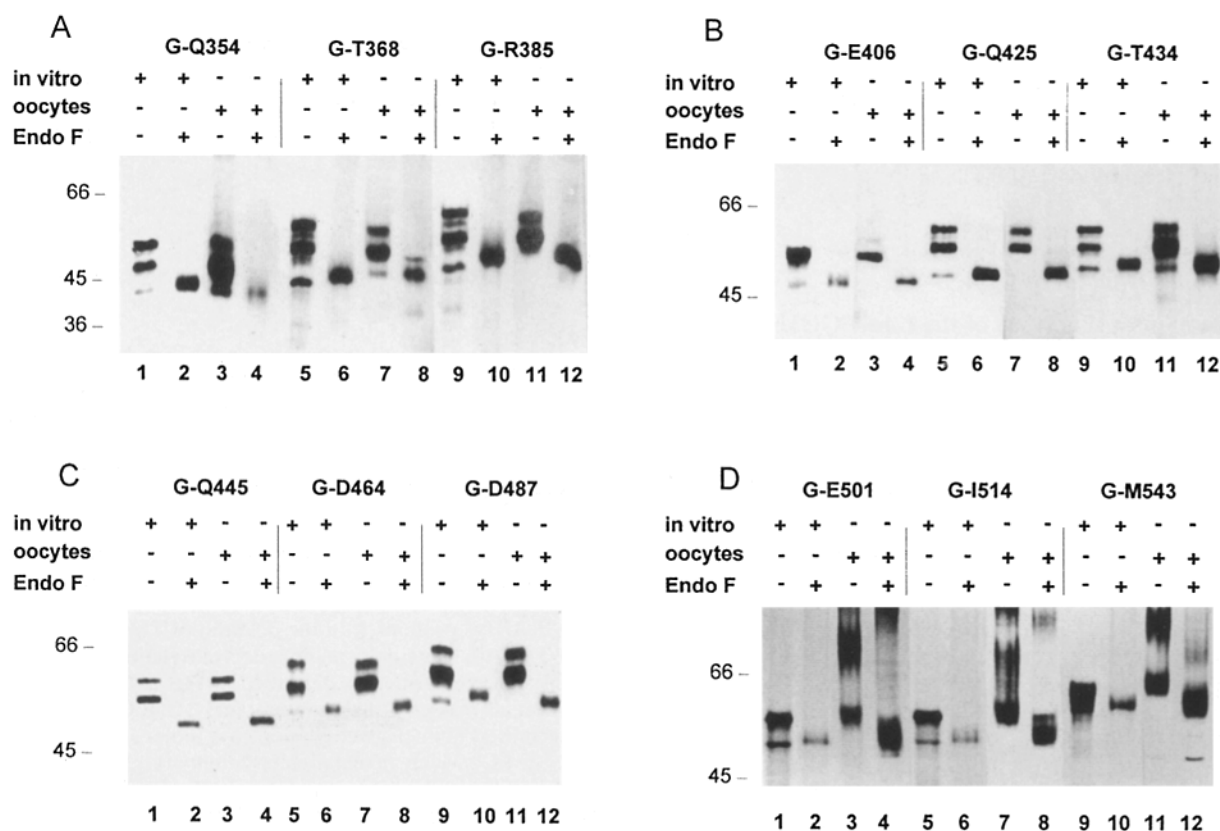 A
G-Q354 G-T368 G-R385
in vitro + + - - + + - - + + - -
oocytes - - + + - - + + - - + +
Endo F - + - + - + - + - + - +
66
45
36
1 2 3 4 5 6 7 8 9 10 11 12
B
G-E406 G-Q425 G-T434
in vitro + + - - + + - - + + - -
oocytes - - + + - - + + - - + +
Endo F - + - + - + - + - + - +
66
45
1 2 3 4 5 6 7 8 9 10 11 12
C
G-Q445 G-D464 G-D487
in vitro + + - - + + - - + + - -
oocytes - - + + - - + + - - + +
Endo F - + - + - + - + - + - +
66
45
1 2 3 4 5 6 7 8 9 10 11 12
D
G-E501 G-I514 G-M543
in vitro + + - - + + - - + + - -
oocytes - - + + - - + + - - + +
Endo F - + - + - + - + - + - +
66
45
1 2 3 4 5 6 7 8 9 10 11 12